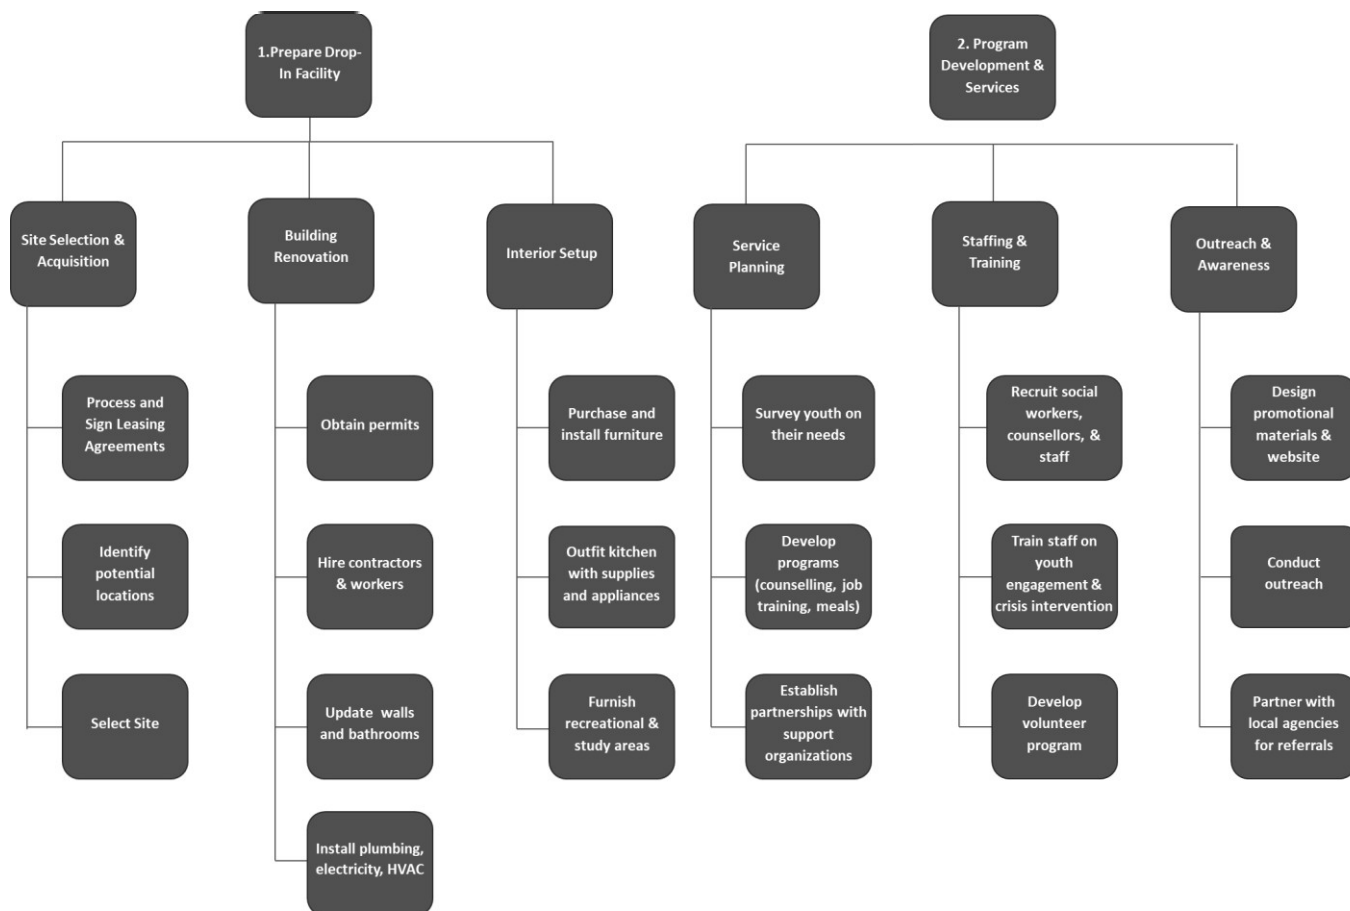 1.Prepare Drop-
In Facility
2. Program
Development &
Services
Site Selection &
Acquisition
Building
Renovation
Interior Setup
Service
Planning
Staffing &
Training
Outreach &
Awareness
Process and
Sign Leasing
Agreements
Obtain permits
Purchase and
install furniture
Survey youth on
their needs
Recruit social
workers,
counsellors, &
staff
Design
promotional
materials &
website
Identify
potential
locations
Hire contractors
& workers
Outfit kitchen
with supplies
and appliances
Develop
programs
(counselling, job
training, meals)
Train staff on
youth
engagement &
crisis intervention
Conduct
outreach
Select Site
Update walls
and bathrooms
Furnish
recreational &
study areas
Establish
partnerships with
support
organizations
Develop
volunteer
program
Partner with
local agencies
for referrals
Install plumbing,
electricity, HVAC